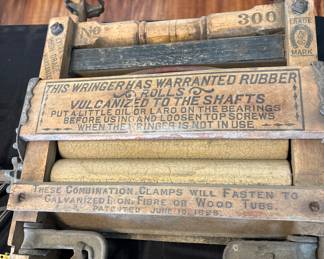 No. 300
TRADE
MARK
THIS WRINGER HAS WARRANTED RUBBER
ROLLS
VULCANIZED TO THE SHAFTS
PUT A LITTLE OIL OR LARD ON THE BEARINGS
BEFORE USING AND LOOSEN TOP SCREWS
WHEN THE WRINGER IS NOT IN USE
THESE COMBINATION CLAMPS WILL FASTEN TO
GALVANIZED IRON, FIBRE OR WOOD TUBS.
PATENTED JUNE